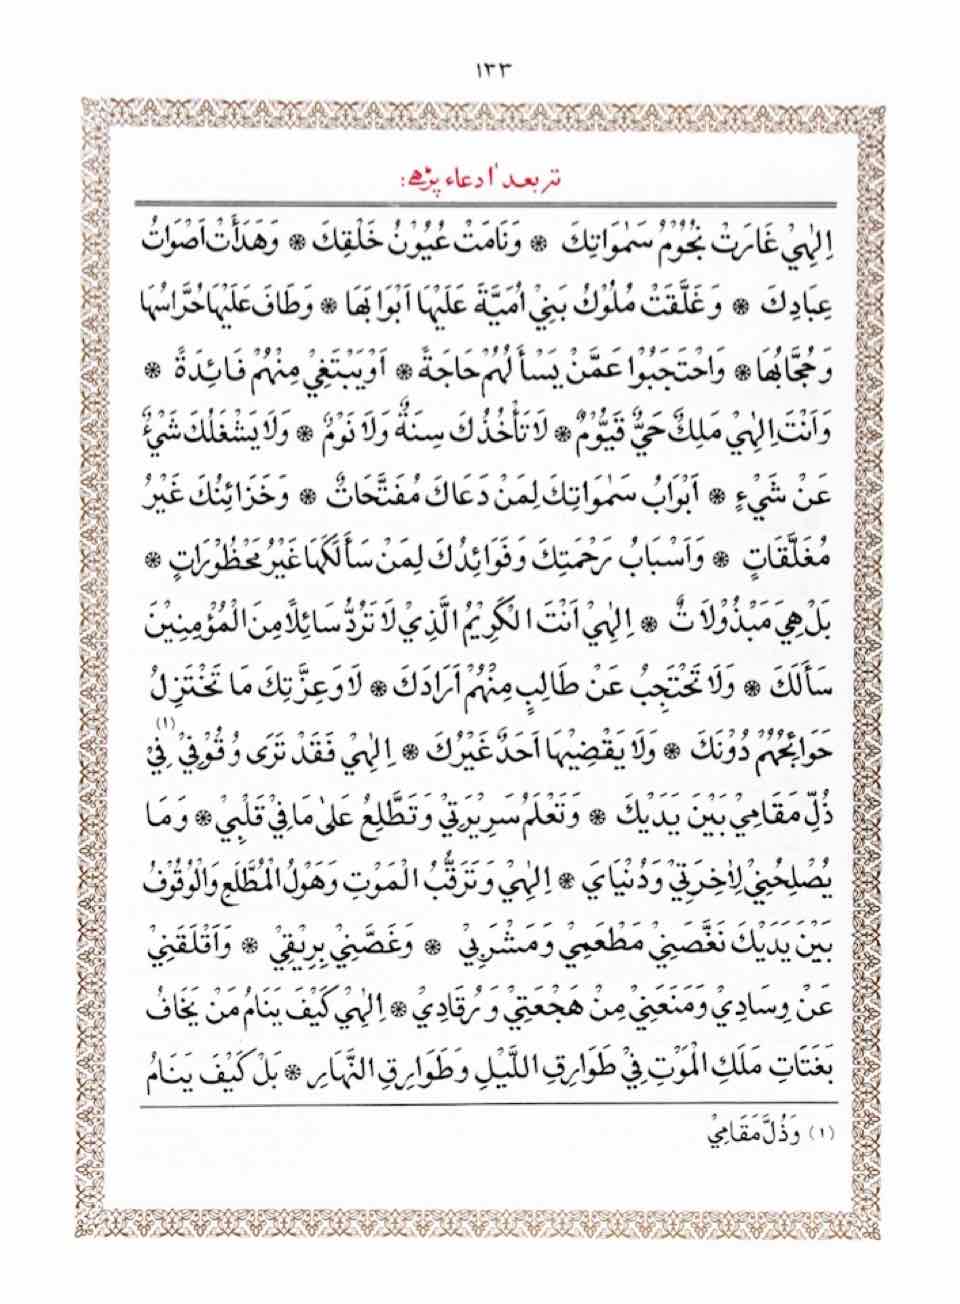 ١٣٣
تر بعد اٰ دعاء پڑھے:
اِلٰهِيْ غَارَتْ نُجُوْمُ سَمٰوَاتِكَ ۞ وَنَامَتْ عُيُوْنُ خَلْقِكَ ۞ وَهَدَأَتْ اَصْوَاتُ
عِبَادِكَ ۞ وَغَلَّقَتْ مُلُوْكُ بَنِيْ اُمَيَّةَ عَلَيْهَا اَبْوَابَهَا ۞ وَطَافَ عَلَيْهَا حُرَّاسُهَا
وَحُجَّابُهَا ۞ وَاحْتَجَبُوْا عَمَّنْ يَسْأَلُهُمْ حَاجَةً ۞ اَوْ يَبْتَغِيْ مِنْهُمْ فَائِدَةً ۞
وَاَنْتَ اِلٰهِيْ مَلِكٌ حَيٌّ قَيُّوْمٌ ۞ لَا تَأْخُذُكَ سِنَةٌ وَلَا نَوْمٌ ۞ وَلَا يَشْغَلُكَ شَيْءٌ
عَنْ شَيْءٍ ۞ اَبْوَابُ سَمٰوَاتِكَ لِمَنْ دَعَاكَ مُفَتَّحَاتٌ ۞ وَخَزَائِنُكَ غَيْرُ
مُغَلَّقَاتٍ ۞ وَاَسْبَابُ رَحْمَتِكَ وَفَوَائِدُكَ لِمَنْ سَأَلَكَهَا غَيْرُ مَحْظُوْرَاتٍ ۞
بَلْ هِيَ مَبْذُوْلَاتٌ ۞ اِلٰهِيْ اَنْتَ الْكَرِيْمُ الَّذِيْ لَا تَرُدُّ سَائِلًا مِنَ الْمُؤْمِنِيْنَ
سَأَلَكَ ۞ وَلَا تَحْتَجِبُ عَنْ طَالِبٍ مِنْهُمْ اَرَادَكَ ۞ لَا وَعِزَّتِكَ مَا تَخْتَزِلُ
حَوَائِجُهُمْ دُوْنَكَ ۞ وَلَا يَقْضِيْهَا اَحَدٌ غَيْرُكَ ۞ اِلٰهِيْ فَقَدْ تَرَى وُقُوْفِيْ (١) فِيْ
ذُلِّ مَقَامِيْ بَيْنَ يَدَيْكَ ۞ وَتَعْلَمُ سَرِيْرَتِيْ وَتَطَّلِعُ عَلٰى مَا فِيْ قَلْبِيْ ۞ وَمَا
يُصْلِحُنِيْ لِاٰخِرَتِيْ وَدُنْيَايَ ۞ اِلٰهِيْ وَتَرَقُّبُ الْمَوْتِ وَهَوْلُ الْمُطَّلَعِ وَالْوُقُوْفُ
بَيْنَ يَدَيْكَ نَغَّصَنِيْ مَطْعَمِيْ وَمَشْرَبِيْ ۞ وَغَصَّنِيْ بِرِيْقِيْ ۞ وَاَقْلَقَنِيْ
عَنْ وِسَادِيْ وَمَنَعَنِيْ مِنْ هَجْعَتِيْ وَرُقَادِيْ ۞ اِلٰهِيْ كَيْفَ يَنَامُ مَنْ يَخَافُ
بَغَتَاتِ مَلَكِ الْمَوْتِ فِيْ طَوَارِقِ اللَّيْلِ وَطَوَارِقِ النَّهَارِ ۞ بَلْ كَيْفَ يَنَامُ
(١) وَذُلَّ مَقَامِيْ